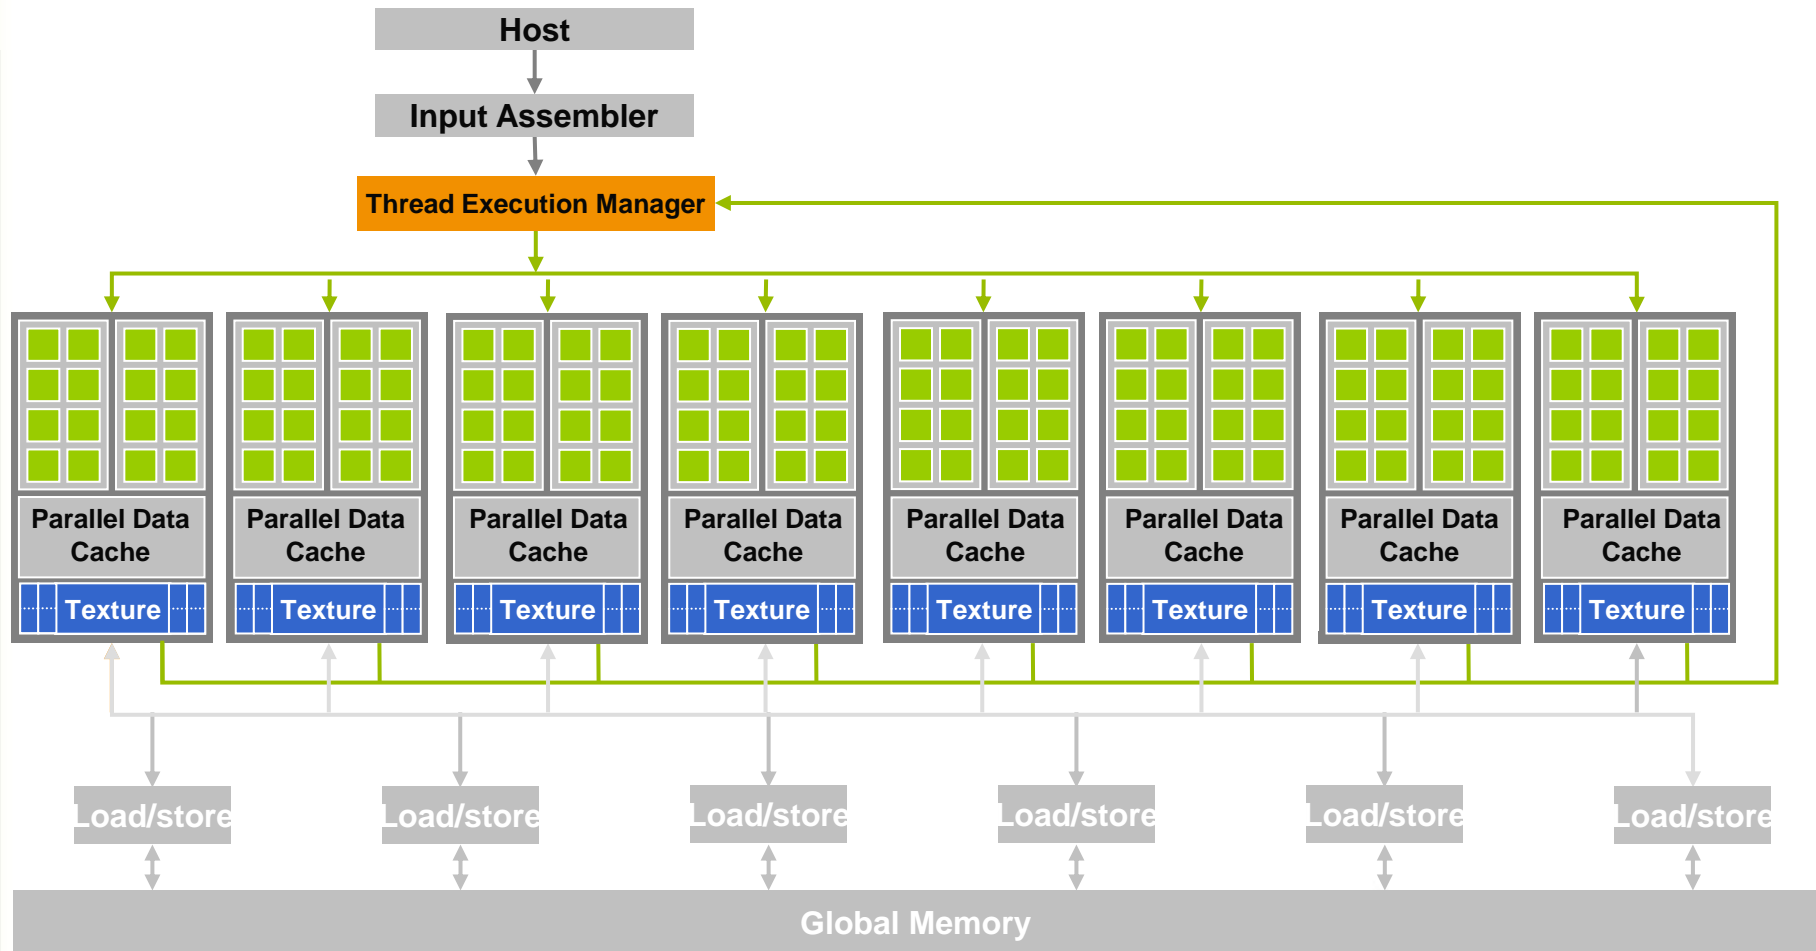 Host
Input Assembler
Thread Execution Manager
Parallel Data
Cache
Parallel Data
Cache
Parallel Data
Cache
Parallel Data
Cache
Parallel Data
Cache
Parallel Data
Cache
Parallel Data
Cache
Parallel Data
Cache
Texture
Texture
Texture
Texture
Texture
Texture
Texture
Texture
Load/store
Load/store
Load/store
Load/store
Load/store
Load/store
Global Memory